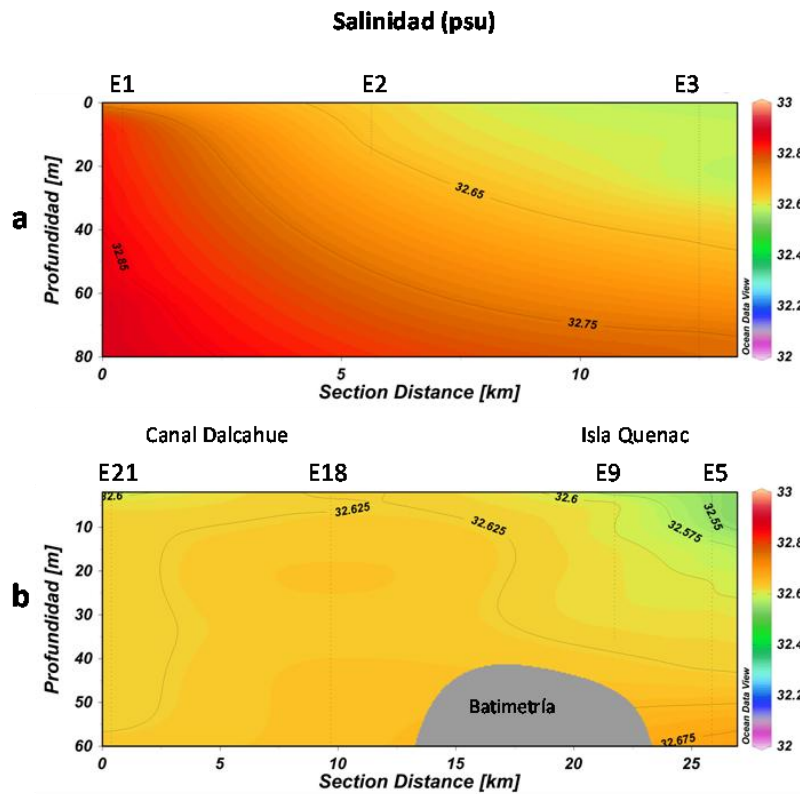 Salinidad (psu)
E1 E2 E3
a
Profundidad [m]
0
20
40
60
80
32.65
32.85
32.75
0 5 10
Section Distance [km]
Ocean Data View
33
32.8
32.6
32.4
32.2
32
Canal Dalcahue Isla Quenac
E21 E18 E9 E5
b
Profundidad [m]
10
20
30
40
50
60
32.6
32.625
32.625
32.6
32.575
32.55
Batimetría
32.675
0 5 10 15 20 25
Section Distance [km]
Ocean Data View
33
32.8
32.6
32.4
32.2
32